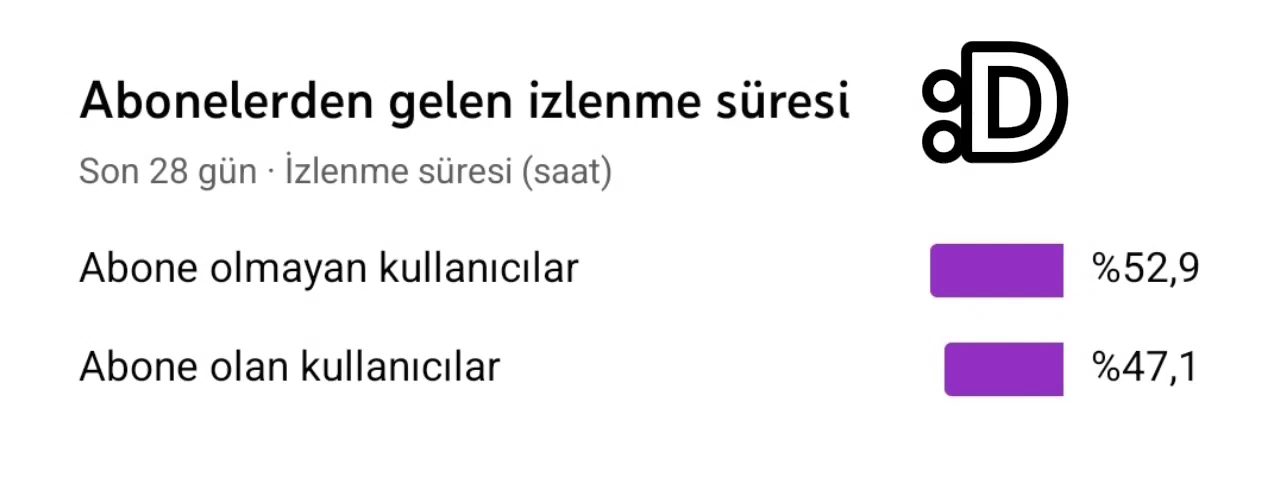 Abonelerden gelen izlenme süresi :D
Son 28 gün · İzlenme süresi (saat)
Abone olmayan kullanıcılar %52,9
Abone olan kullanıcılar %47,1